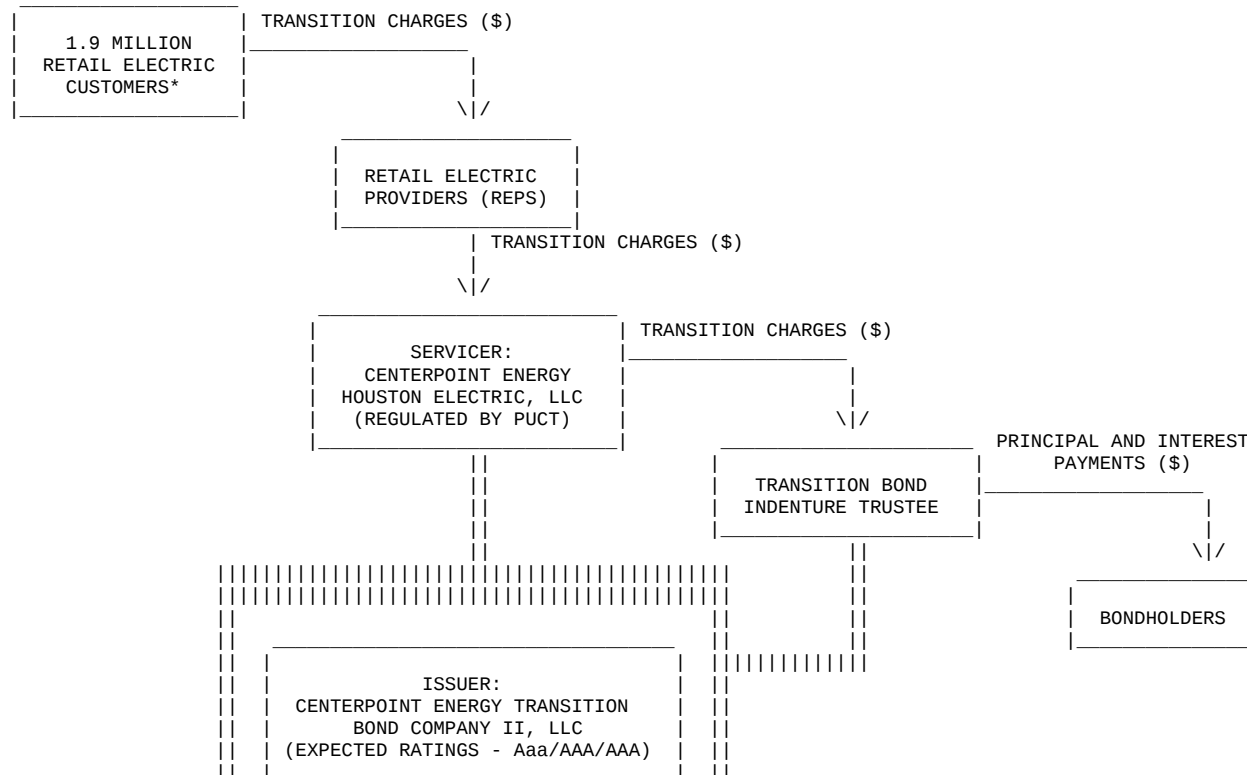 TRANSITION CHARGES ($)
1.9 MILLION
RETAIL ELECTRIC
CUSTOMERS*
RETAIL ELECTRIC
PROVIDERS (REPS)
TRANSITION CHARGES ($)
TRANSITION CHARGES ($)
SERVICER:
CENTERPOINT ENERGY
HOUSTON ELECTRIC, LLC
(REGULATED BY PUCT)
PRINCIPAL AND INTEREST
PAYMENTS ($)
TRANSITION BOND
INDENTURE TRUSTEE
BONDHOLDERS
ISSUER:
CENTERPOINT ENERGY TRANSITION
BOND COMPANY II, LLC
(EXPECTED RATINGS - Aaa/AAA/AAA)